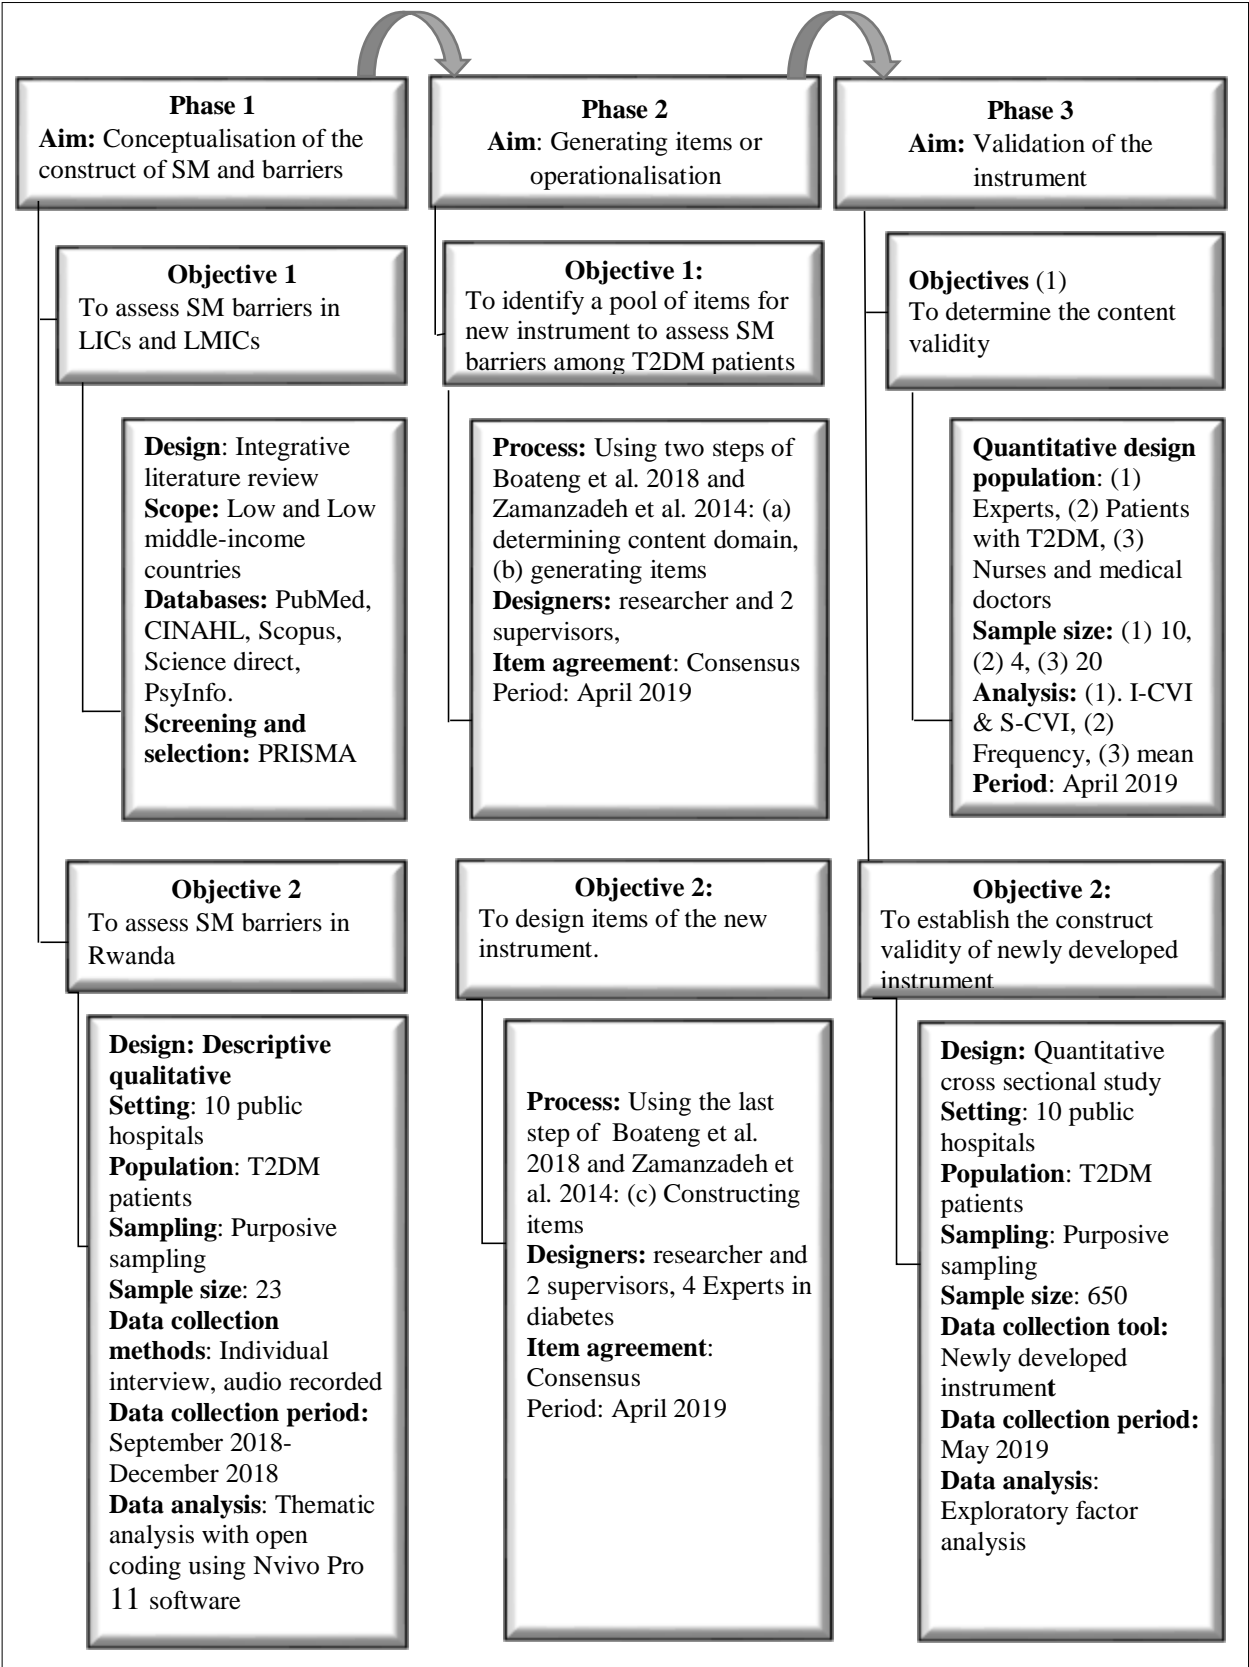 Phase 1
Aim: Conceptualisation of the
construct of SM and barriers
Objective 1
To assess SM barriers in
LICs and LMICs
Design: Integrative
literature review
Scope: Low and Low
middle-income
countries
Databases: PubMed,
CINAHL, Scopus,
Science direct,
PsyInfo.
Screening and
selection: PRISMA
Objective 2
To assess SM barriers in
Rwanda
Design: Descriptive
qualitative
Setting: 10 public
hospitals
Population: T2DM
patients
Sampling: Purposive
sampling
Sample size: 23
Data collection
methods: Individual
interview, audio recorded
Data collection period:
September 2018-
December 2018
Data analysis: Thematic
analysis with open
coding using Nvivo Pro
11 software
Phase 2
Aim: Generating items or
operationalisation
Objective 1:
To identify a pool of items for
new instrument to assess SM
barriers among T2DM patients
Process: Using two steps of
Boateng et al. 2018 and
Zamanzadeh et al. 2014: (a)
determining content domain,
(b) generating items
Designers: researcher and 2
supervisors,
Item agreement: Consensus
Period: April 2019
Objective 2:
To design items of the new
instrument.
Process: Using the last
step of Boateng et al.
2018 and Zamanzadeh et
al. 2014: (c) Constructing
items
Designers: researcher and
2 supervisors, 4 Experts in
diabetes
Item agreement:
Consensus
Period: April 2019
Phase 3
Aim: Validation of the
instrument
Objectives (1)
To determine the content
validity
Quantitative design
population: (1)
Experts, (2) Patients
with T2DM, (3)
Nurses and medical
doctors
Sample size: (1) 10,
(2) 4, (3) 20
Analysis: (1). I-CVI
& S-CVI, (2)
Frequency, (3) mean
Period: April 2019
Objective 2:
To establish the construct
validity of newly developed
instrument
Design: Quantitative
cross sectional study
Setting: 10 public
hospitals
Population: T2DM
patients
Sampling: Purposive
sampling
Sample size: 650
Data collection tool:
Newly developed
instrument
Data collection period:
May 2019
Data analysis:
Exploratory factor
analysis